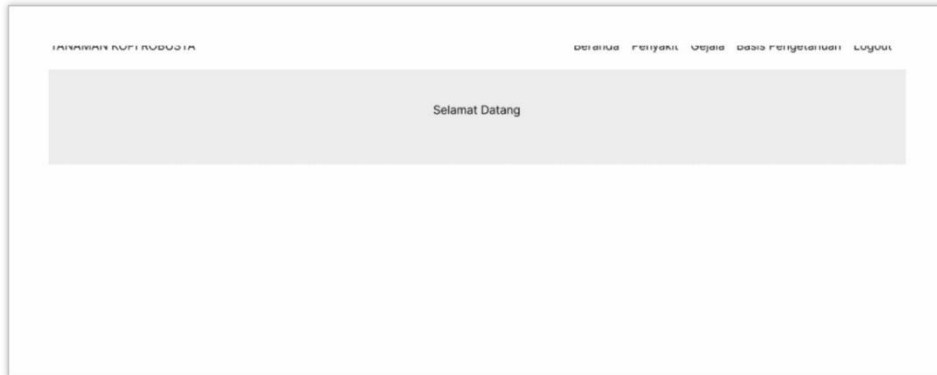 TANAMAN KOPI ROBUSTA
Beranda Penyakit Gejala Basis Pengetahuan Logout
Selamat Datang